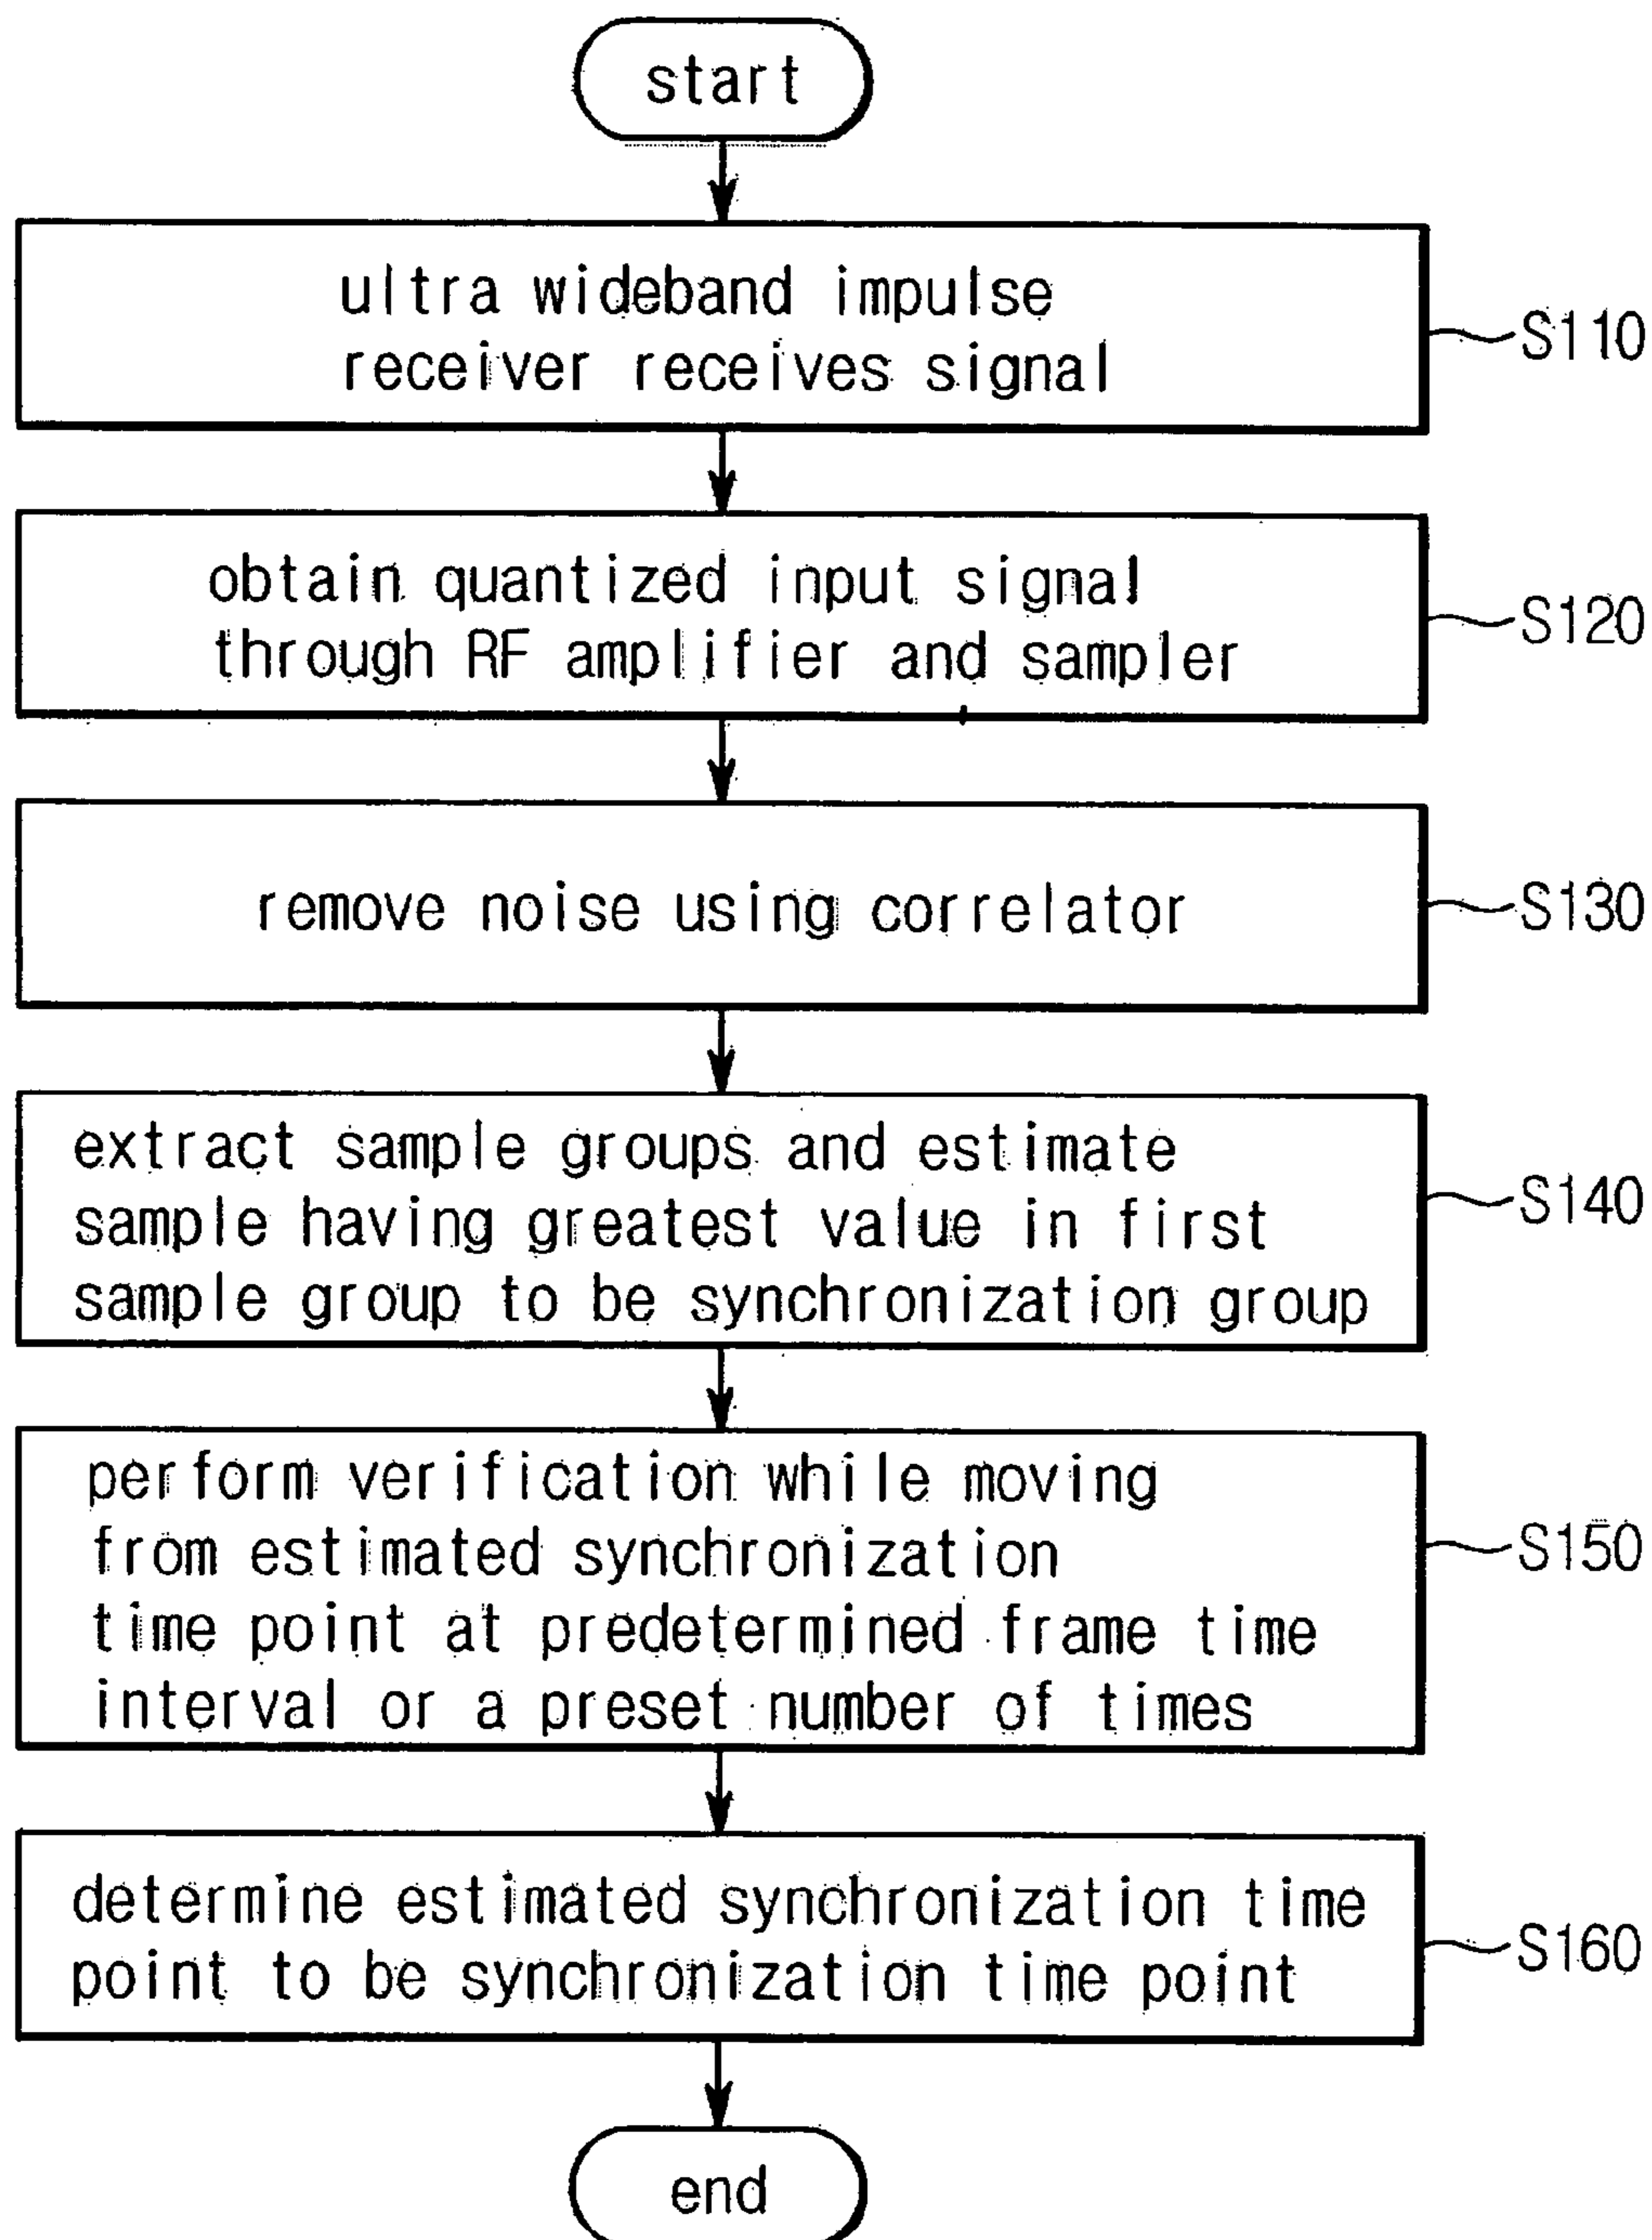 start
ultra wideband impulse
receiver receives signal
S110
obtain quantized input signal
through RF amplifier and sampler
S120
remove noise using correlator
S130
extract sample groups and estimate
sample having greatest value in first
sample group to be synchronization group
S140
perform verification while moving
from estimated synchronization
time point at predetermined frame time
interval or a preset number of times
S150
determine estimated synchronization time
point to be synchronization time point
S160
end